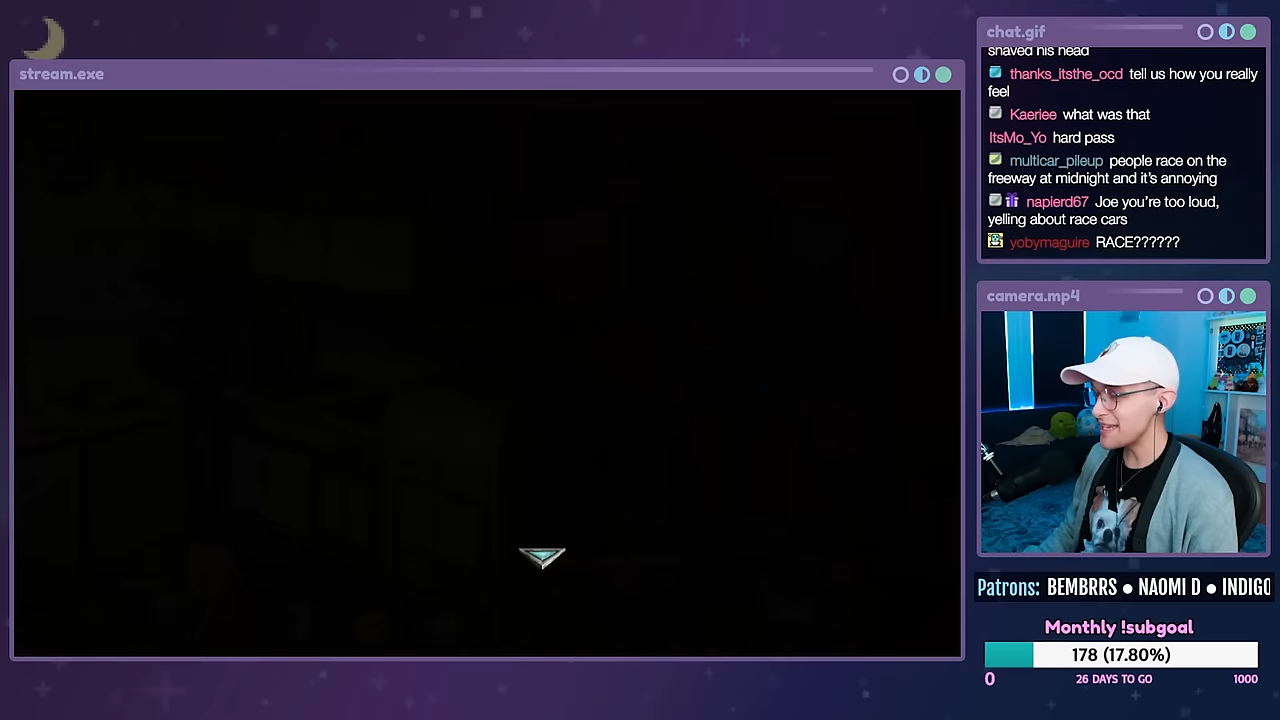 stream.exe
chat.gif
shaved his head
thanks_itsthe_ocd tell us how you really
feel
Kaeriee what was that
ItsMo_Yo hard pass
multicar_pileup people race on the
freeway at midnight and it's annoying
napierd67 Joe you're too loud,
yelling about race cars
yobymaguire RACE??????
camera.mp4
Patrons: BEMBRRS ● NAOMI D ● INDIGO
Monthly !subgoal
178 (17.80%)
0 26 DAYS TO GO 1000